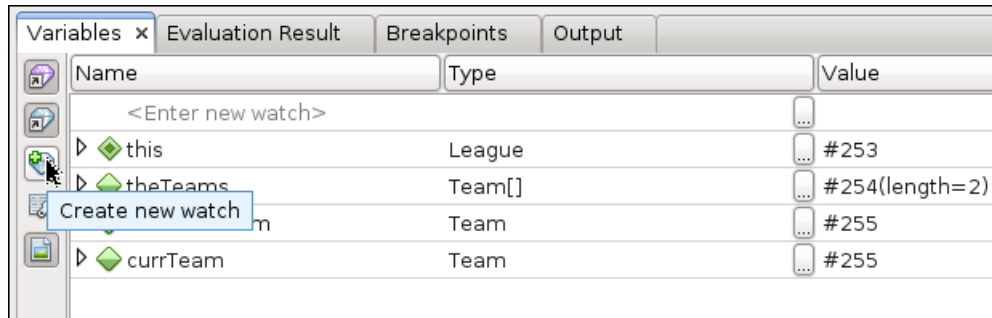 Variables x Evaluation Result Breakpoints Output
Name Type Value
<Enter new watch> ...
this League ... #253
theTeams Team[] ... #254(length=2)
Create new watch m Team ... #255
currTeam Team ... #255